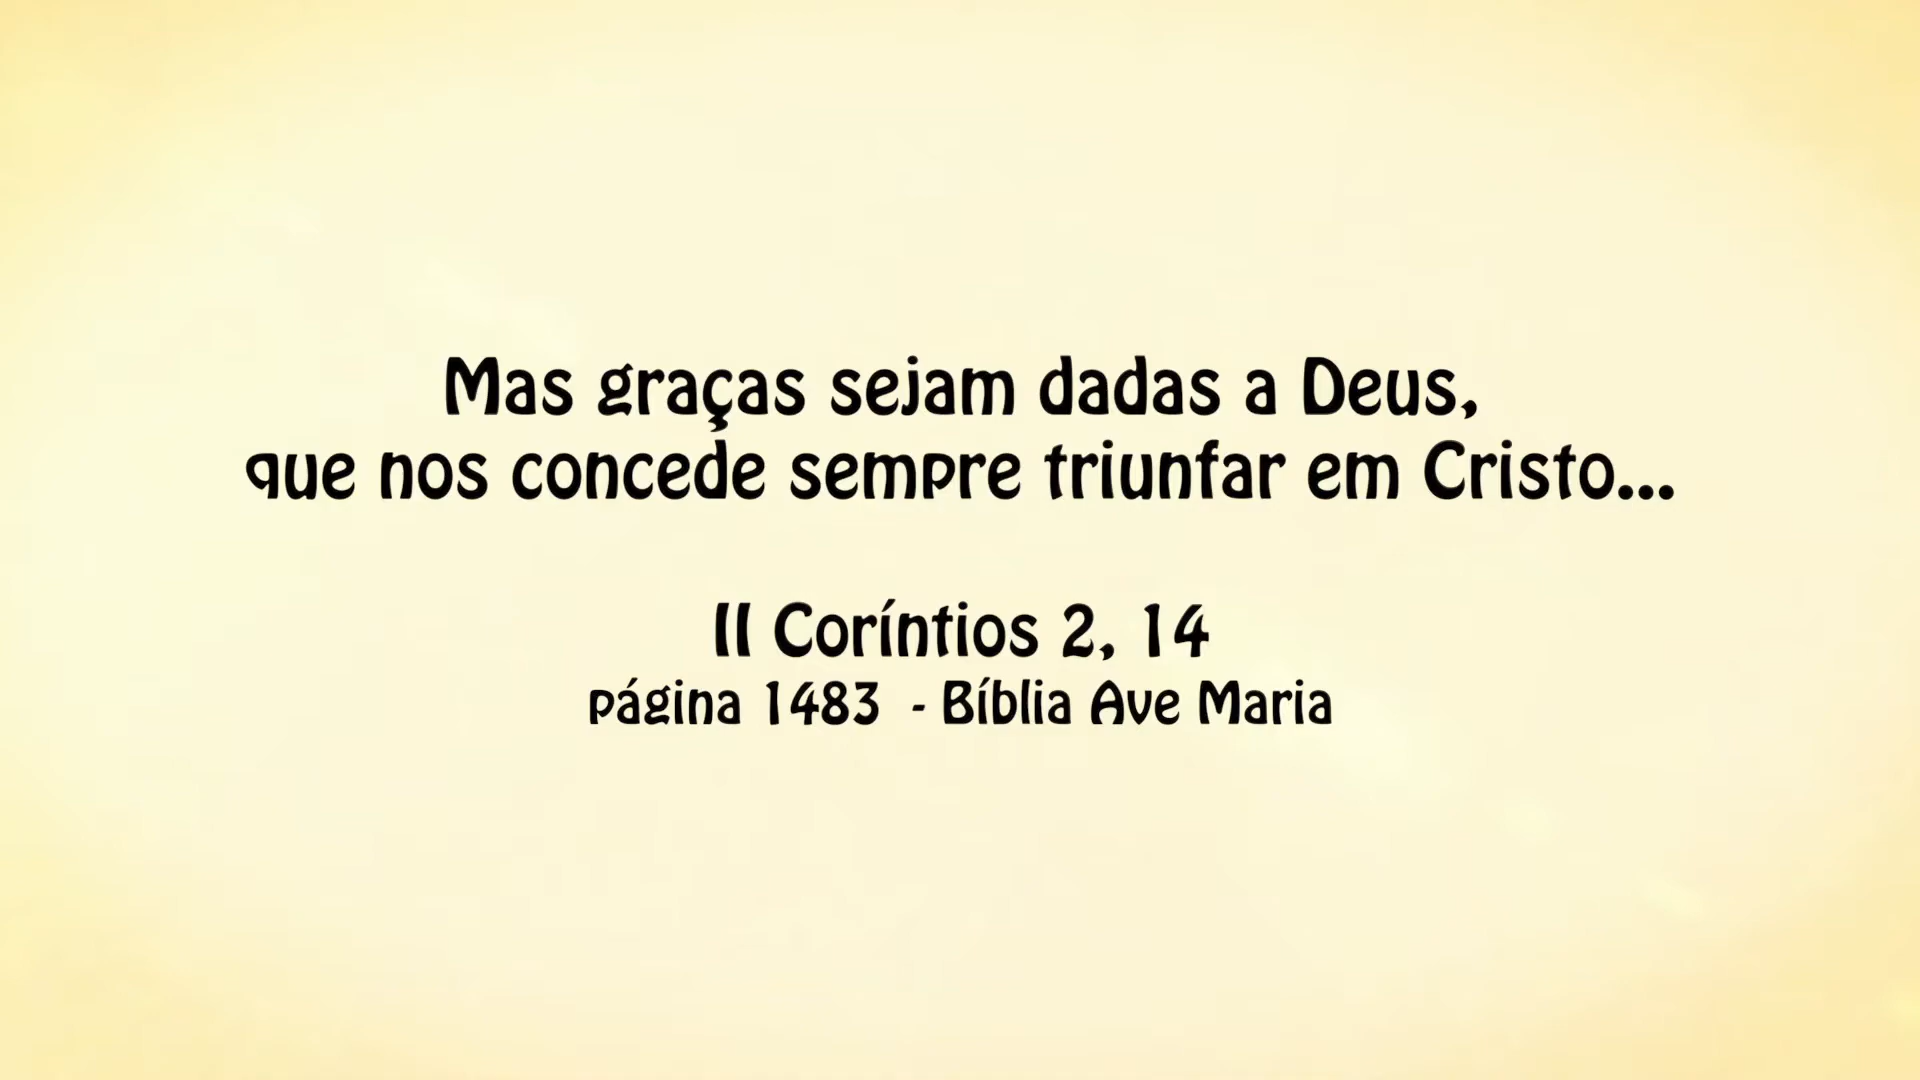 Mas graças sejam dadas a Deus,
que nos concede sempre triunfar em Cristo...
II Coríntios 2, 14
página 1483 - Bíblia Ave Maria